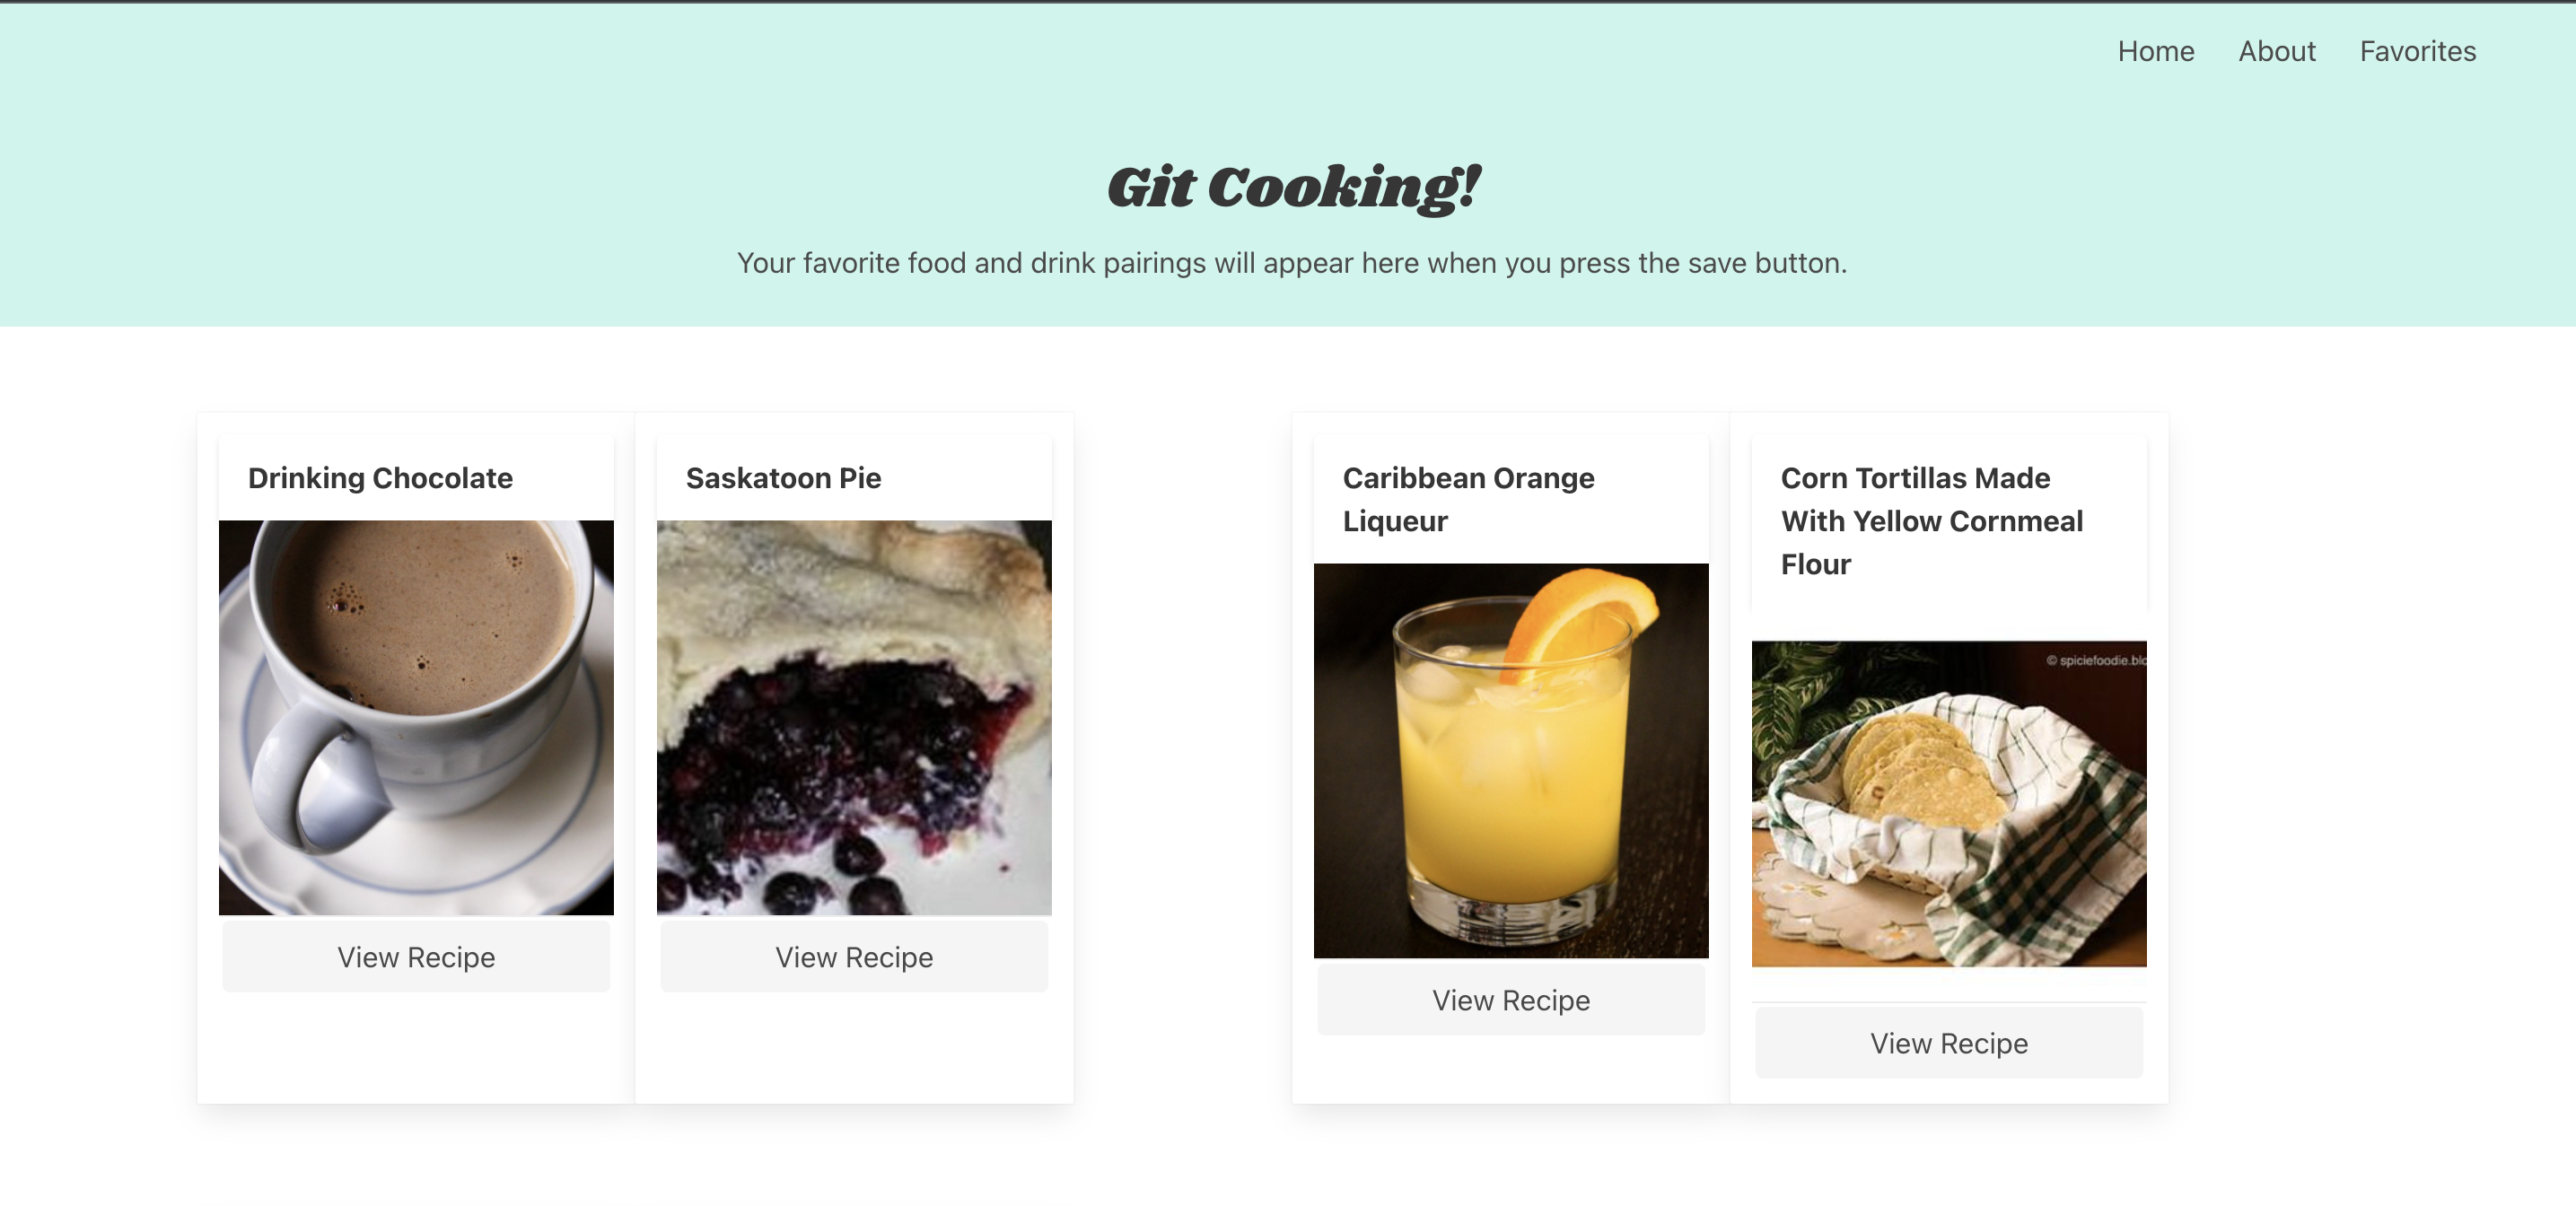 Home About Favorites
Git Cooking!
Your favorite food and drink pairings will appear here when you press the save button.
Drinking Chocolate
View Recipe
Saskatoon Pie
View Recipe
Caribbean Orange
Liqueur
View Recipe
Corn Tortillas Made
With Yellow Cornmeal
Flour
© spiciefoodie.blo
View Recipe